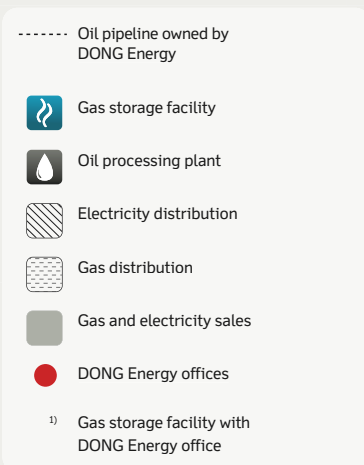 Oil pipeline owned by
DONG Energy
Gas storage facility
Oil processing plant
Electricity distribution
Gas distribution
Gas and electricity sales
DONG Energy offices
1) Gas storage facility with
DONG Energy office